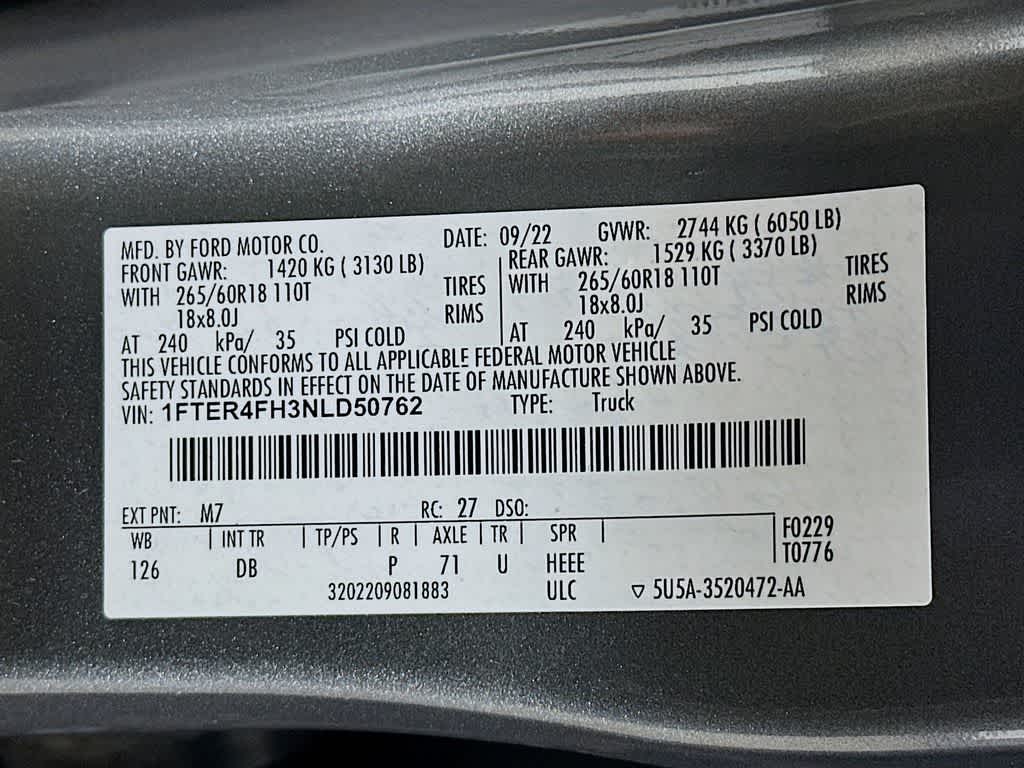 MFD. BY FORD MOTOR CO. DATE: 09/22 GVWR: 2744 KG ( 6050 LB)
FRONT GAWR: 1420 KG ( 3130 LB) REAR GAWR: 1529 KG ( 3370 LB)
WITH 265/60R18 110T TIRES WITH 265/60R18 110T TIRES
18x8.0J RIMS 18x8.0J RIMS
AT 240 kPa/ 35 PSI COLD AT 240 kPa/ 35 PSI COLD
THIS VEHICLE CONFORMS TO ALL APPLICABLE FEDERAL MOTOR VEHICLE
SAFETY STANDARDS IN EFFECT ON THE DATE OF MANUFACTURE SHOWN ABOVE.
VIN: 1FTER4FH3NLD50762 TYPE: Truck
EXT PNT: M7 RC: 27 DSO:
WB INT TR TP/PS R AXLE TR SPR F0229
126 DB P 71 U HEEE T0776
3202209081883 ULC ▽ 5U5A-3520472-AA